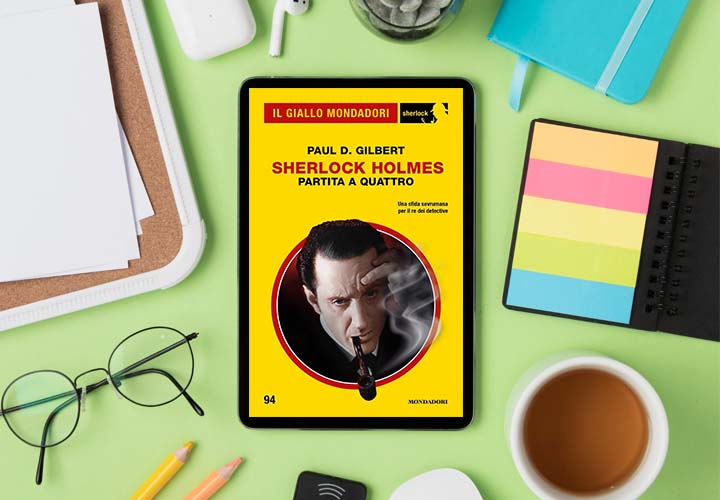 IL GIALLO MONDADORI
sherlock
PAUL D. GILBERT
SHERLOCK HOLMES
PARTITA A QUATTRO
Una sfida sovrumana
per il re dei detective
94
MONDADORI